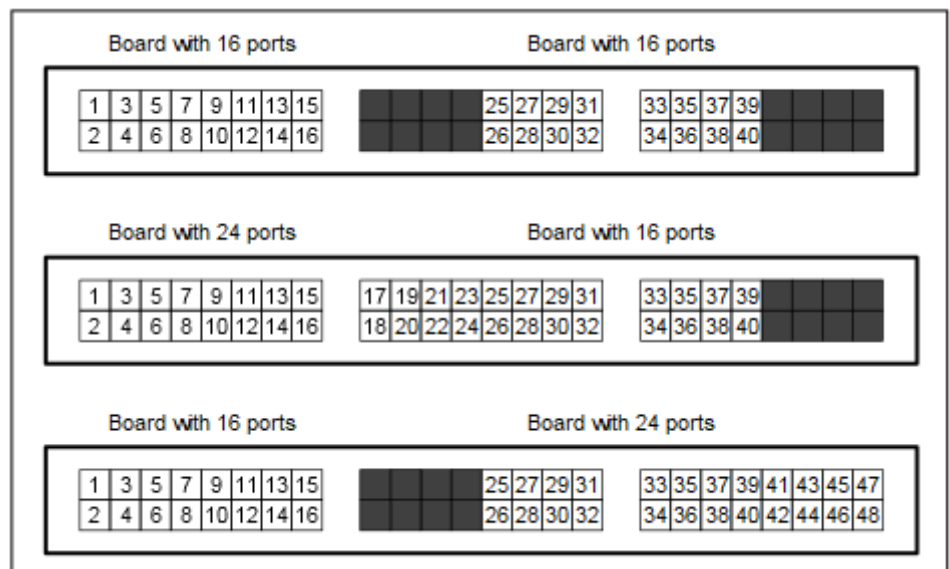 Board with 16 ports Board with 16 ports
1 3 5 7 9 11 13 15 25 27 29 31 33 35 37 39
2 4 6 8 10 12 14 16 26 28 30 32 34 36 38 40
Board with 24 ports Board with 16 ports
1 3 5 7 9 11 13 15 17 19 21 23 25 27 29 31 33 35 37 39
2 4 6 8 10 12 14 16 18 20 22 24 26 28 30 32 34 36 38 40
Board with 16 ports Board with 24 ports
1 3 5 7 9 11 13 15 25 27 29 31 33 35 37 39 41 43 45 47
2 4 6 8 10 12 14 16 26 28 30 32 34 36 38 40 42 44 46 48